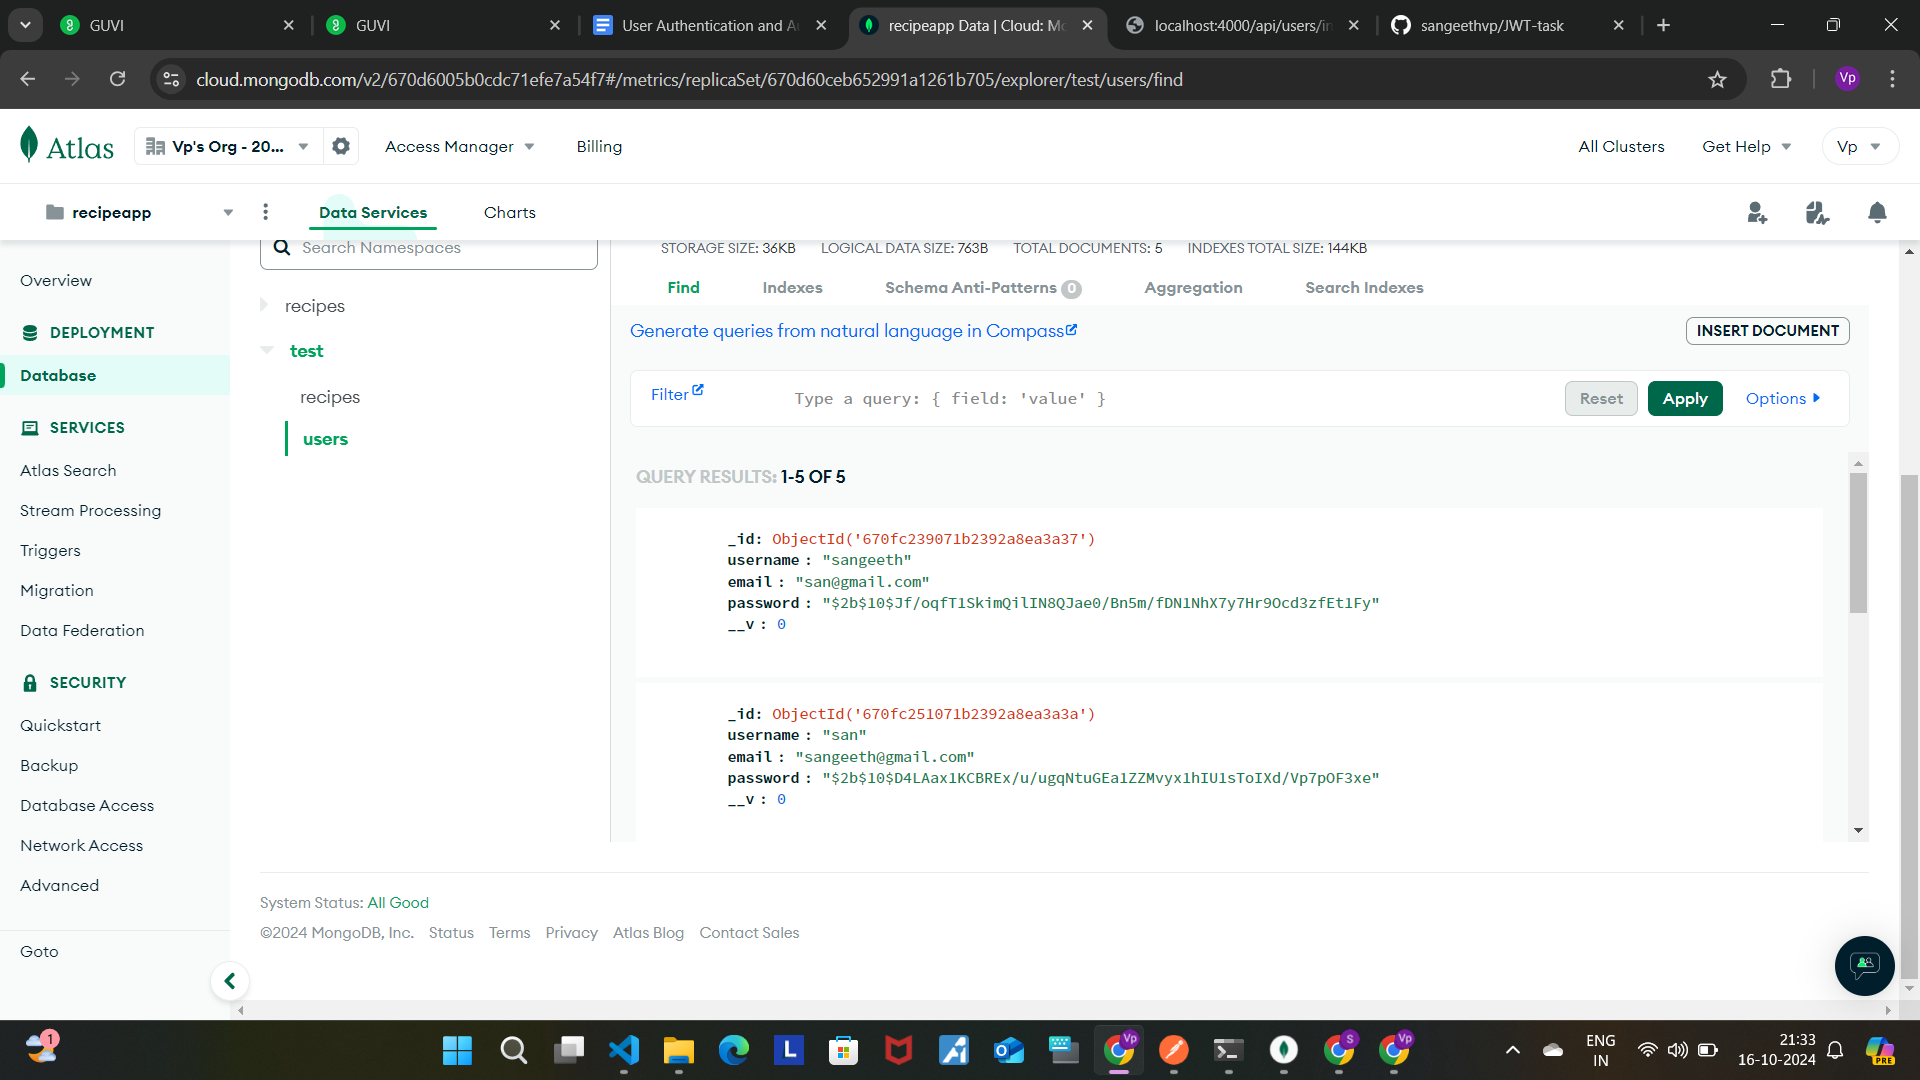 GUVI
GUVI
User Authentication and Au
recipeapp Data | Cloud: Mo
localhost:4000/api/users/in
sangeethvp/JWT-task
cloud.mongodb.com/v2/670d6005b0cdc71efe7a54f7#/metrics/replicaSet/670d60ceb652991a1261b705/explorer/test/users/find
Vp
Atlas
Vp's Org - 20...
Access Manager
Billing
All Clusters
Get Help
Vp
recipeapp
Data Services
Charts
Overview
DEPLOYMENT
Database
SERVICES
Atlas Search
Stream Processing
Triggers
Migration
Data Federation
SECURITY
Quickstart
Backup
Database Access
Network Access
Advanced
Goto
Search Namespaces
recipes
test
recipes
users
STORAGE SIZE: 36KB LOGICAL DATA SIZE: 763B TOTAL DOCUMENTS: 5 INDEXES TOTAL SIZE: 144KB
Find Indexes Schema Anti-Patterns 0 Aggregation Search Indexes
Generate queries from natural language in Compass
INSERT DOCUMENT
Filter
Type a query: { field: 'value' }
Reset
Apply
Options
QUERY RESULTS: 1-5 OF 5
_id: ObjectId('670fc239071b2392a8ea3a37')
username : "sangeeth"
email : "san@gmail.com"
password : "$2b$10$Jf/oqfT1SkimQilIN8QJae0/Bn5m/fDN1NhX7y7Hr9Ocd3zfEt1Fy"
__v : 0
_id: ObjectId('670fc251071b2392a8ea3a3a')
username : "san"
email : "sangeeth@gmail.com"
password : "$2b$10$D4LAax1KCBREx/u/ugqNtuGEa1ZZMvyx1hIU1sToIXd/Vp7pOF3xe"
__v : 0
System Status: All Good
©2024 MongoDB, Inc. Status Terms Privacy Atlas Blog Contact Sales
1
L
Vp
S
Vp
ENG
IN
21:33
16-10-2024
PRE